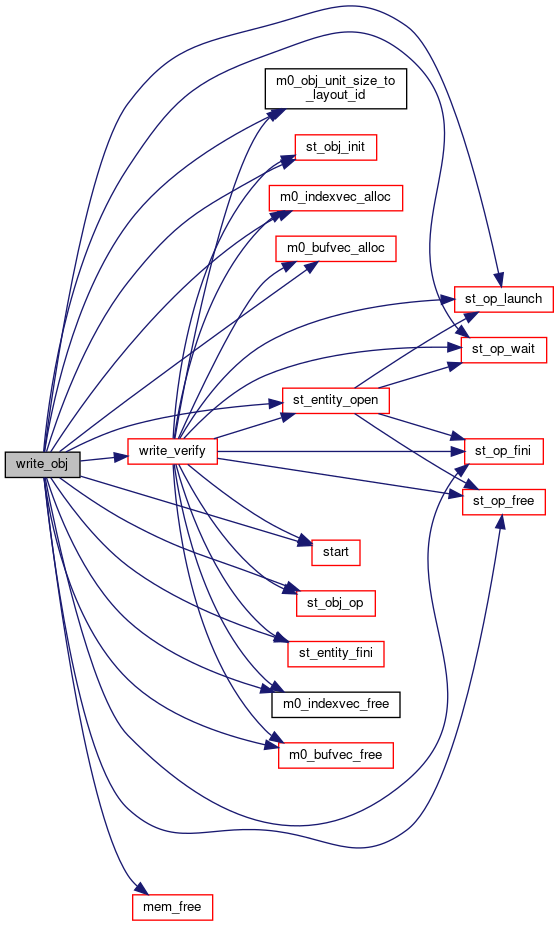 m0_obj_unit_size_to
_layout_id
st_obj_init
m0_indexvec_alloc
m0_bufvec_alloc
st_op_launch
st_op_wait
st_entity_open
write_verify
st_op_fini
write_obj
st_op_free
start
st_obj_op
st_entity_fini
m0_indexvec_free
m0_bufvec_free
mem_free